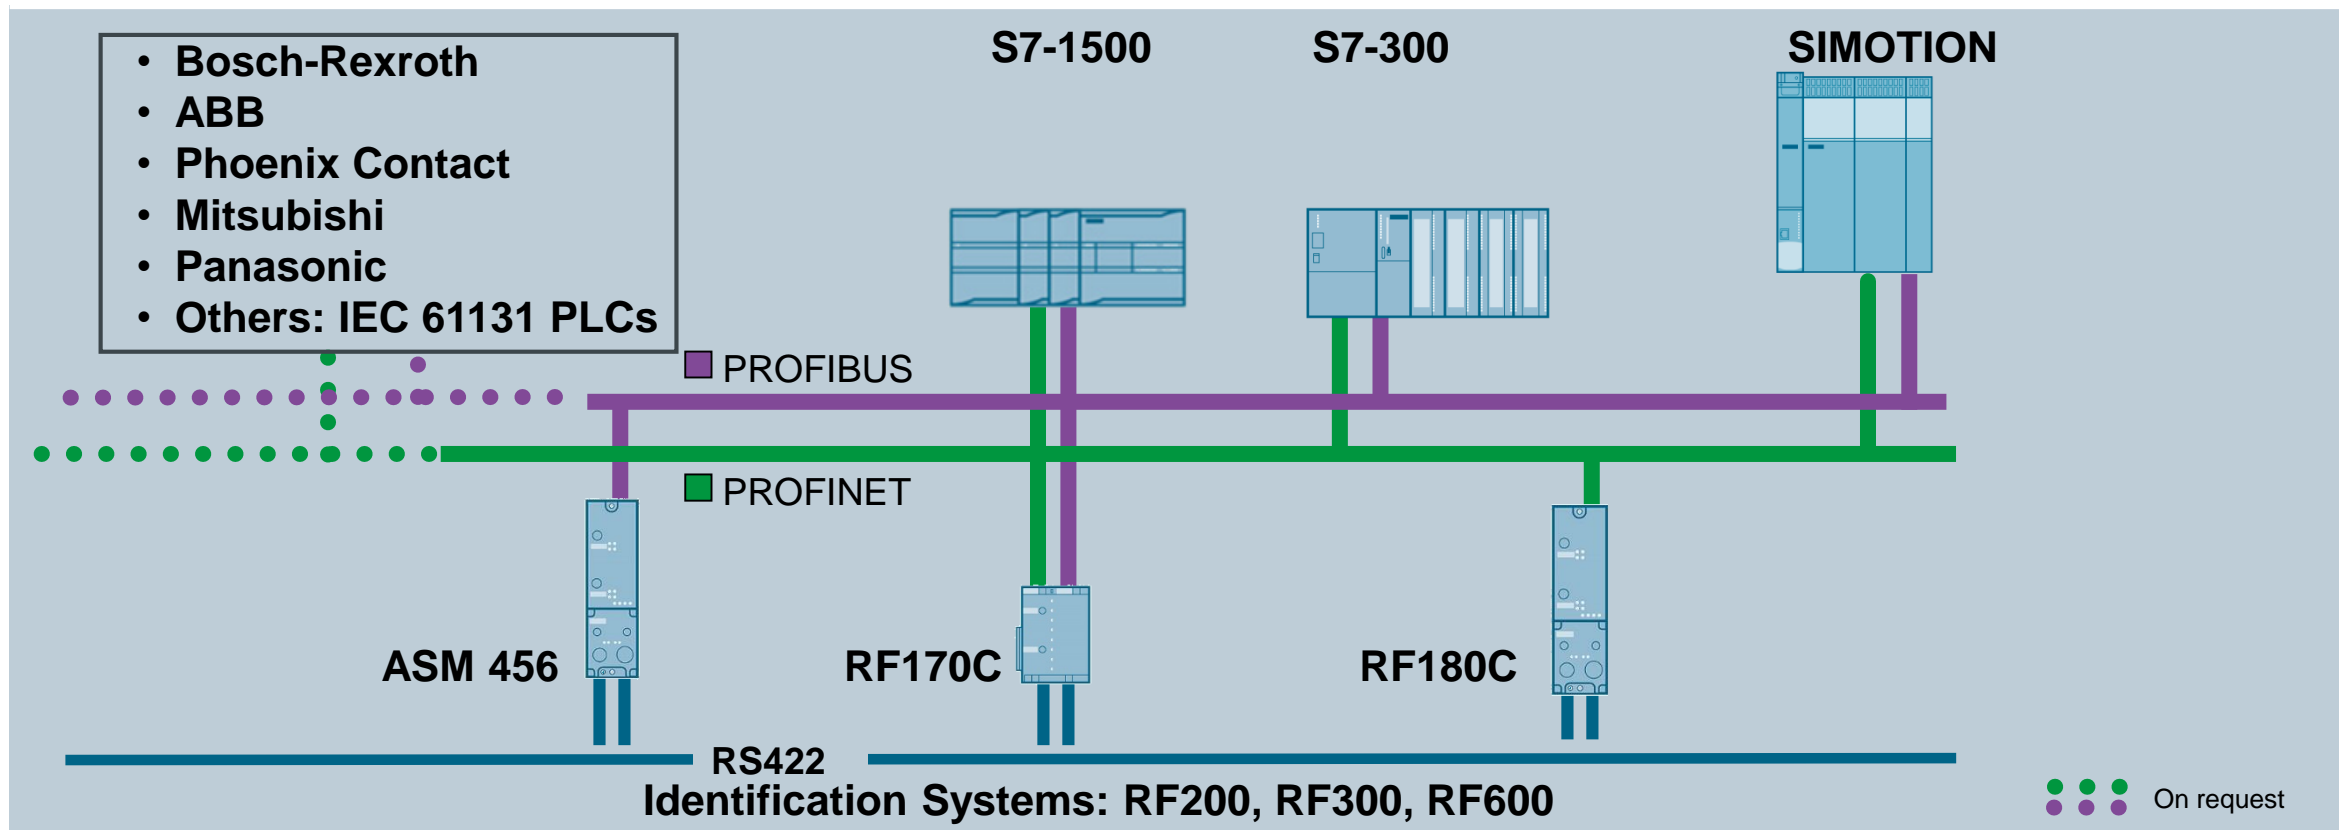 • Bosch-Rexroth
• ABB
• Phoenix Contact
• Mitsubishi
• Panasonic
• Others: IEC 61131 PLCs
S7-1500
S7-300
SIMOTION
PROFIBUS
PROFINET
ASM 456
RF170C
RF180C
RS422
Identification Systems: RF200, RF300, RF600
On request